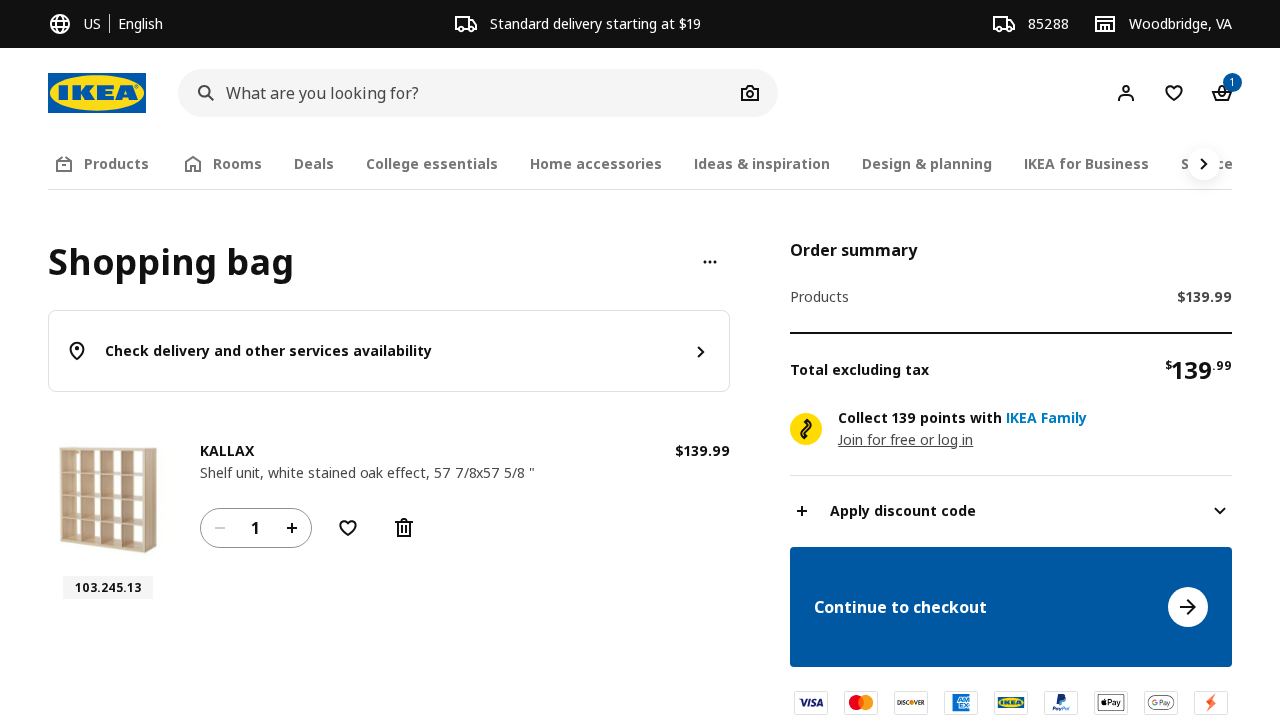 US English
Standard delivery starting at $19
85288
Woodbridge, VA
IKEA
What are you looking for?
1
Products
Rooms
Deals
College essentials
Home accessories
Ideas & inspiration
Design & planning
IKEA for Business
Shopping bag
Check delivery and other services availability
KALLAX
$139.99
Shelf unit, white stained oak effect, 57 7/8x57 5/8 "
1
103.245.13
Order summary
Products $139.99
Total excluding tax $139.99
Collect 139 points with IKEA Family
Join for free or log in
Apply discount code
Continue to checkout
VISA
DISCOVER
AMEX
IKEA
PayPal
Pay
G Pay